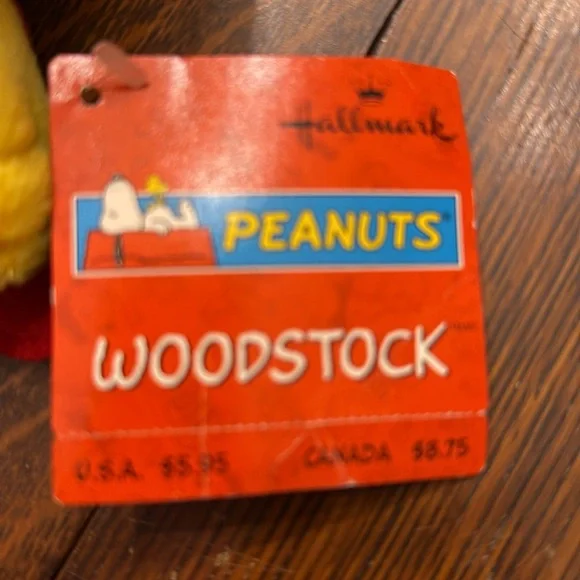 Hallmark
PEANUTS
WOODSTOCK
U.S.A. $5.95 CANADA $8.75